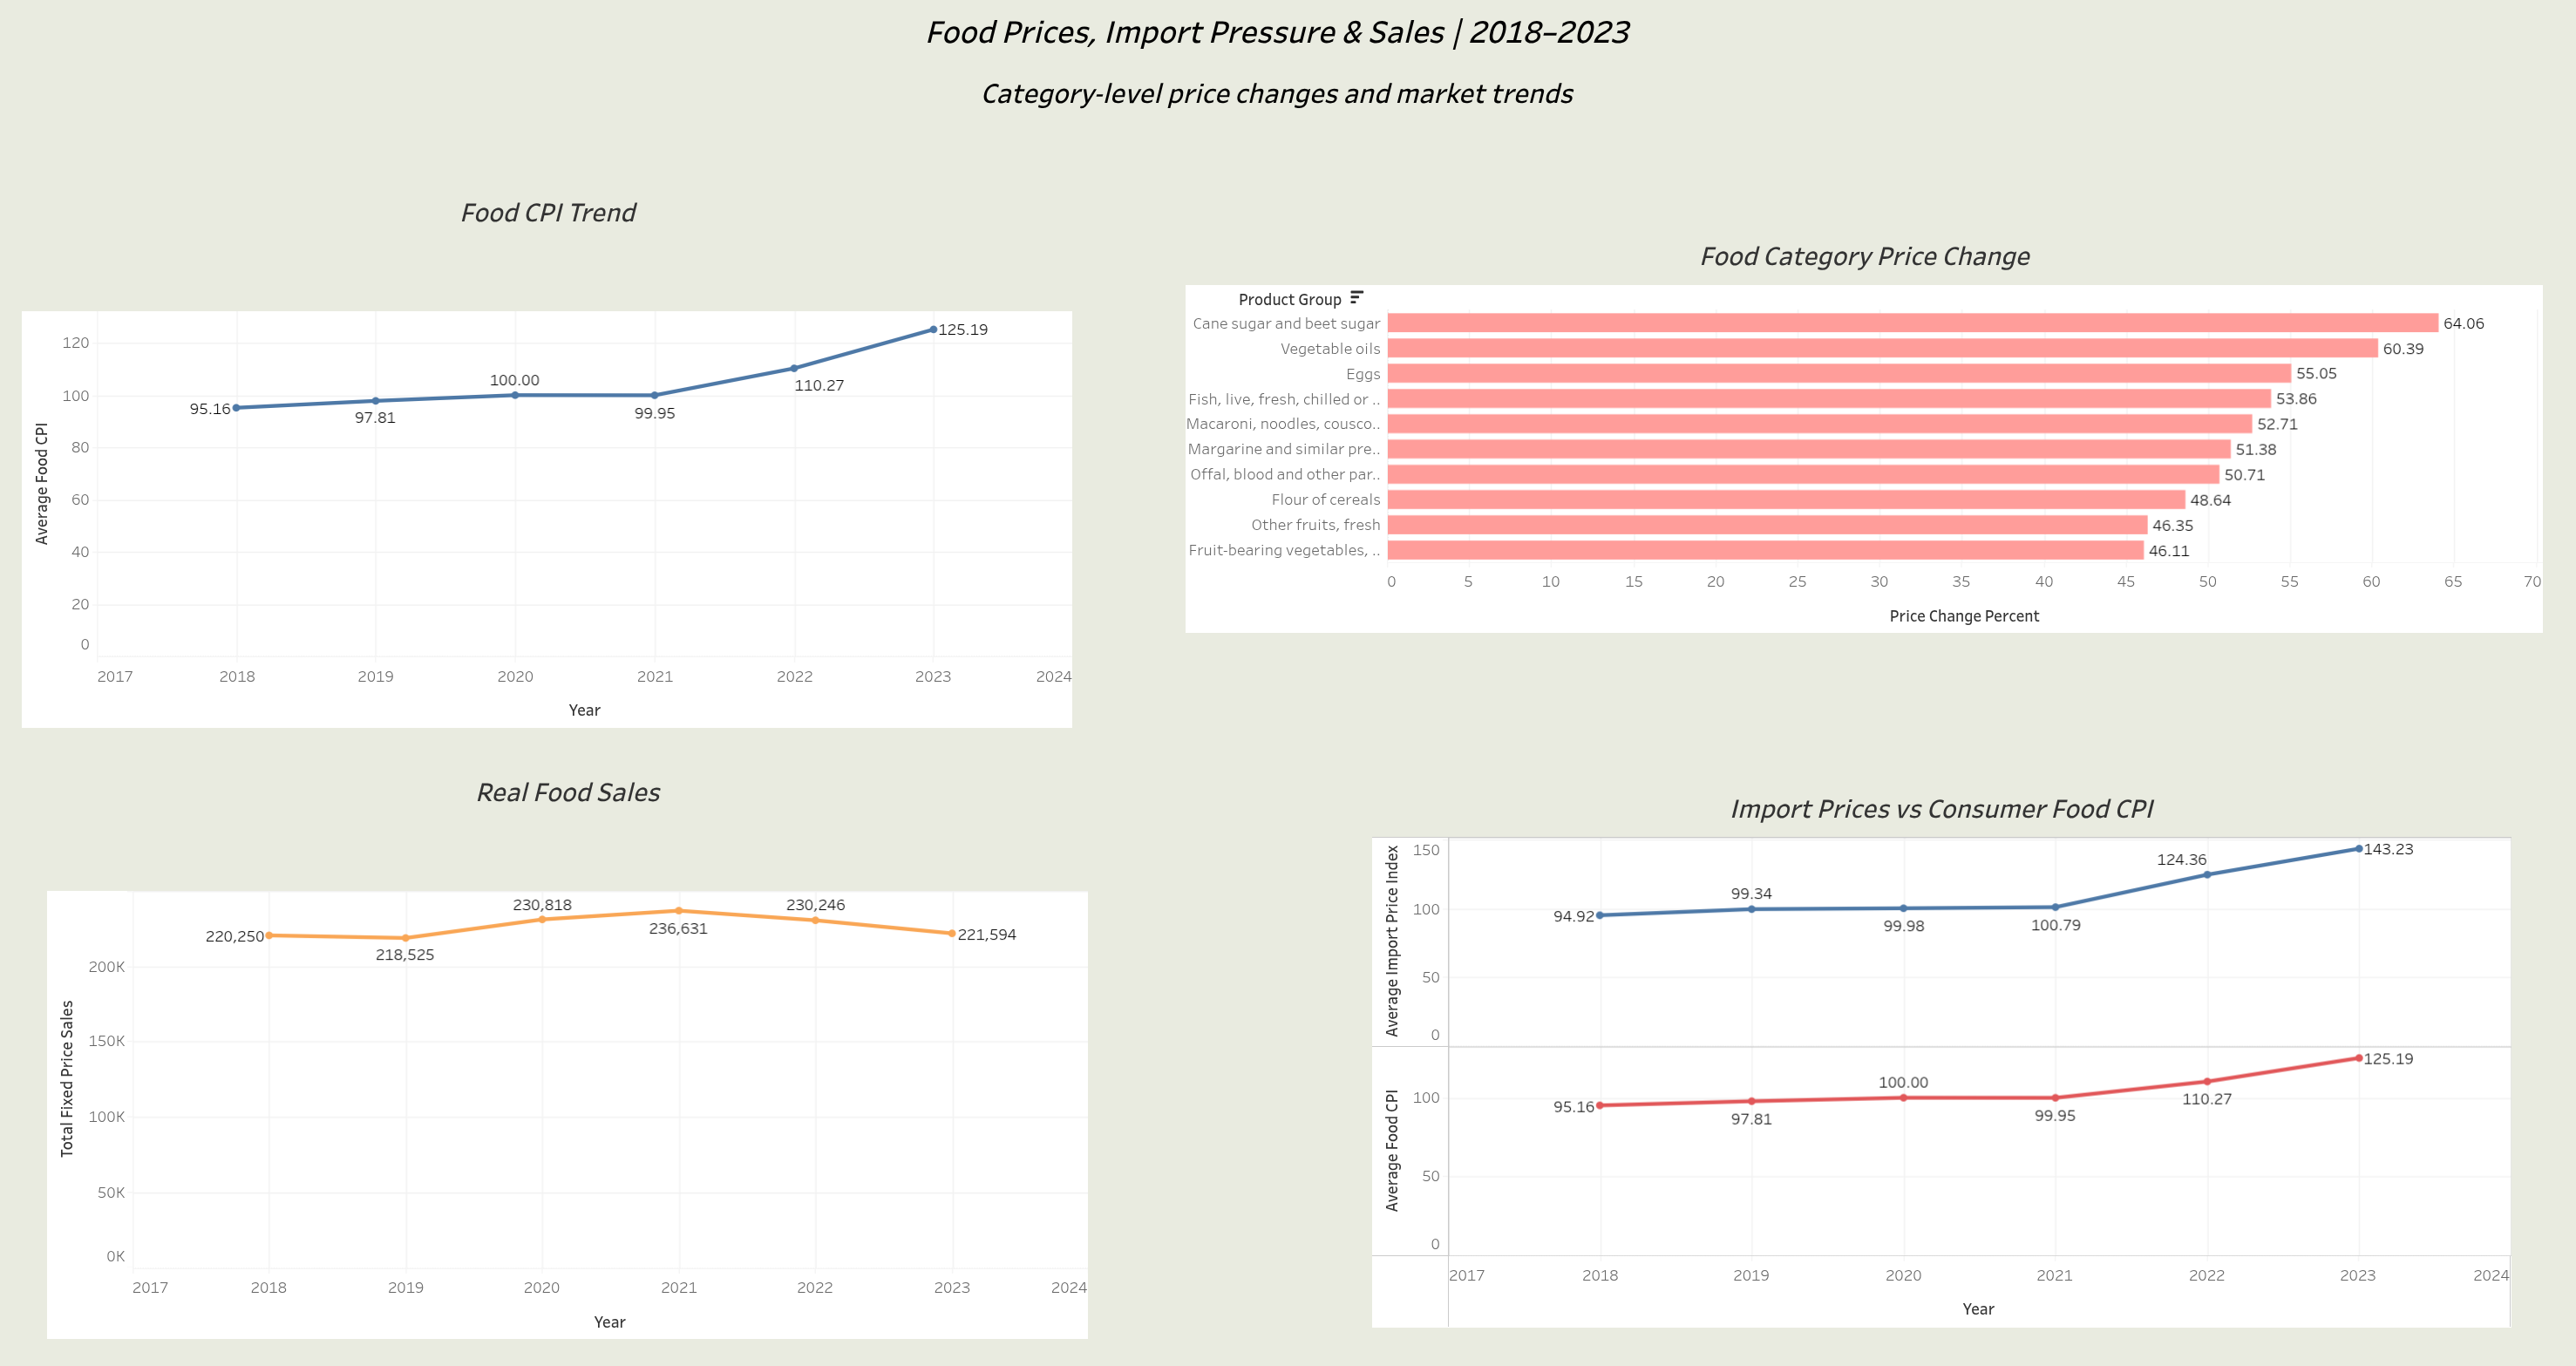 Food Prices, Import Pressure & Sales | 2018–2023
Category-level price changes and market trends
Food CPI Trend
120
100
80
60
40
20
0
Average Food CPI
95.16
97.81
100.00
99.95
110.27
125.19
2017 2018 2019 2020 2021 2022 2023 2024
Year
Food Category Price Change
Product Group
Cane sugar and beet sugar 64.06
Vegetable oils 60.39
Eggs 55.05
Fish, live, fresh, chilled or .. 53.86
Macaroni, noodles, cousco.. 52.71
Margarine and similar pre.. 51.38
Offal, blood and other par.. 50.71
Flour of cereals 48.64
Other fruits, fresh 46.35
Fruit-bearing vegetables, .. 46.11
0 5 10 15 20 25 30 35 40 45 50 55 60 65 70
Price Change Percent
Real Food Sales
200K
150K
100K
50K
0K
Total Fixed Price Sales
220,250
218,525
230,818
236,631
230,246
221,594
2017 2018 2019 2020 2021 2022 2023 2024
Year
Import Prices vs Consumer Food CPI
150
100
50
0
Average Import Price Index
94.92
99.34
99.98
100.79
124.36
143.23
100
50
0
Average Food CPI
95.16
97.81
100.00
99.95
110.27
125.19
2017 2018 2019 2020 2021 2022 2023 2024
Year